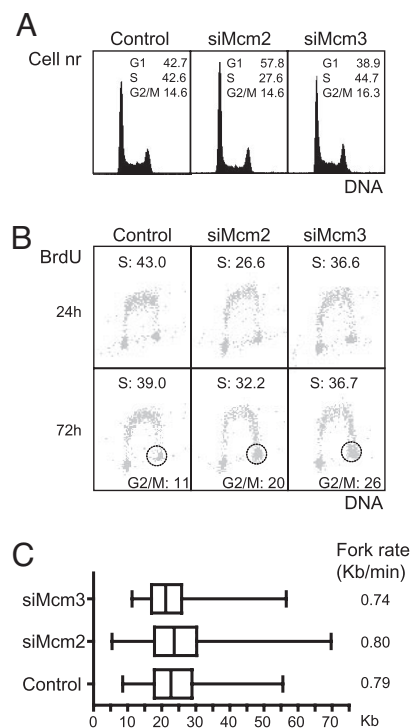 A
Control siMcm2 siMcm3
Cell nr
G1 42.7 G1 57.8 G1 38.9
S 42.6 S 27.6 S 44.7
G2/M 14.6 G2/M 14.6 G2/M 16.3
DNA
B
Control siMcm2 siMcm3
BrdU
S: 43.0 S: 26.6 S: 36.6
24h
S: 39.0 S: 32.2 S: 36.7
72h
G2/M: 11 G2/M: 20 G2/M: 26
DNA
C
Fork rate
(Kb/min)
siMcm3 0.74
siMcm2 0.80
Control 0.79
0 10 20 30 40 50 60 70 Kb